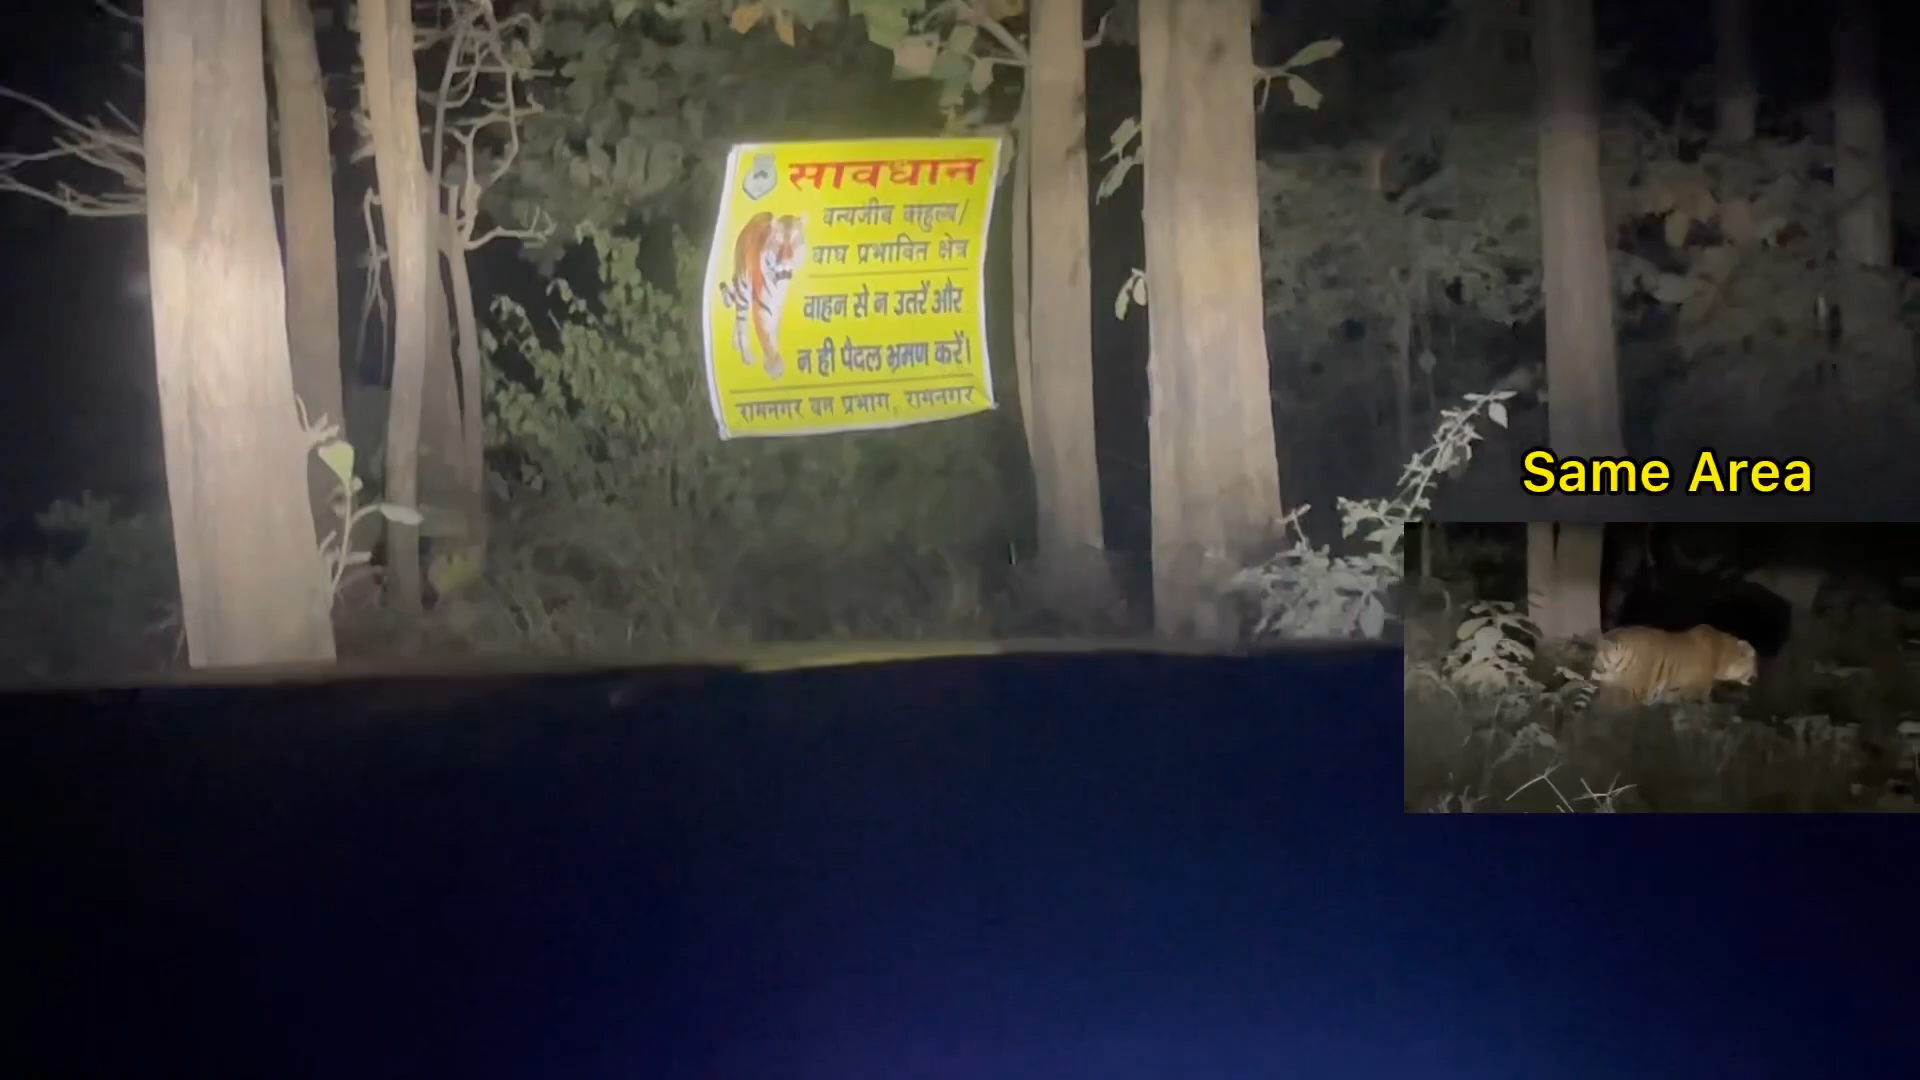 सावधान
वन्यजीव बाहुल्य/
बाघ प्रभावित क्षेत्र
वाहन से न उतरें और
न ही पैदल भ्रमण करें।
रामनगर वन प्रभाग, रामनगर
Same Area